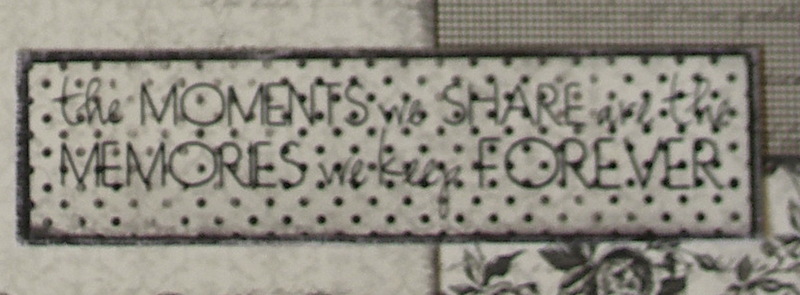 the MOMENTS we SHARE are the
MEMORIES we keep FOREVER